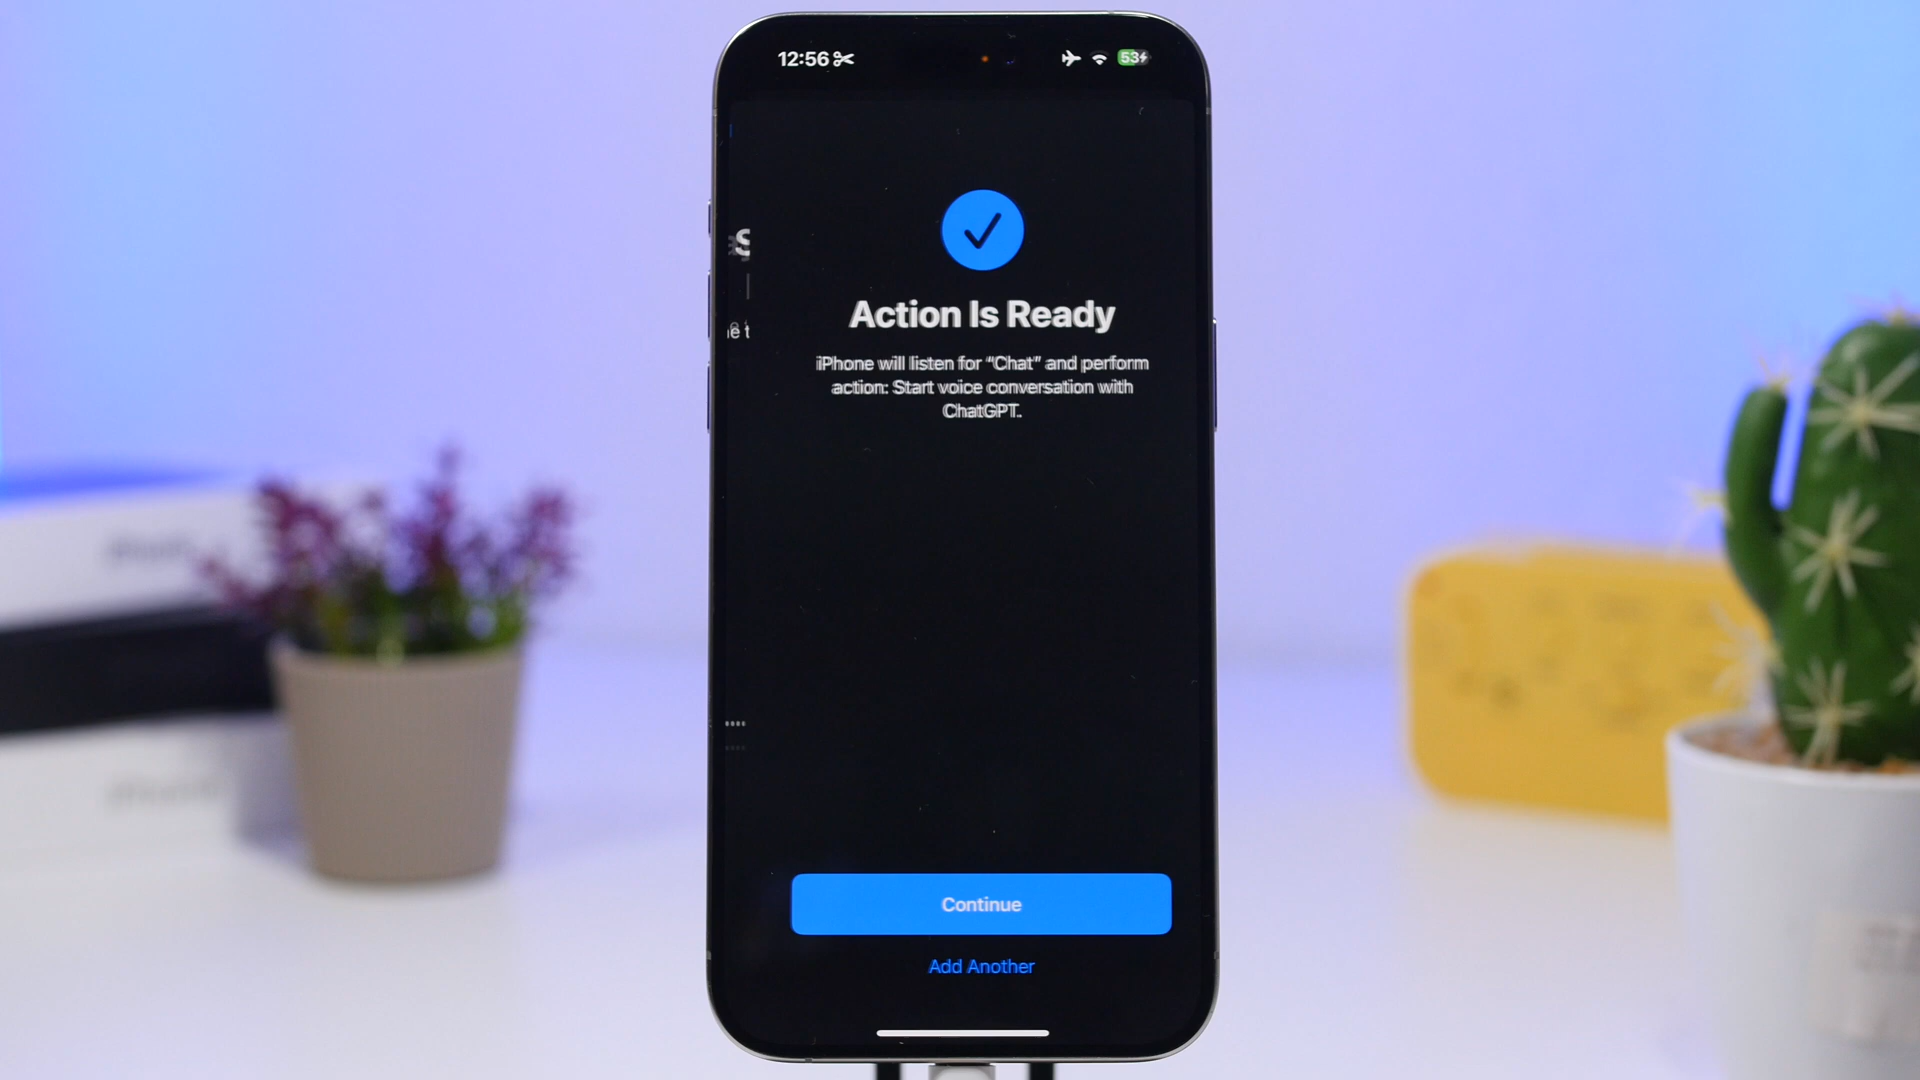 12:56
53
Action Is Ready
iPhone will listen for “Chat” and perform
action: Start voice conversation with
ChatGPT.
Continue
Add Another